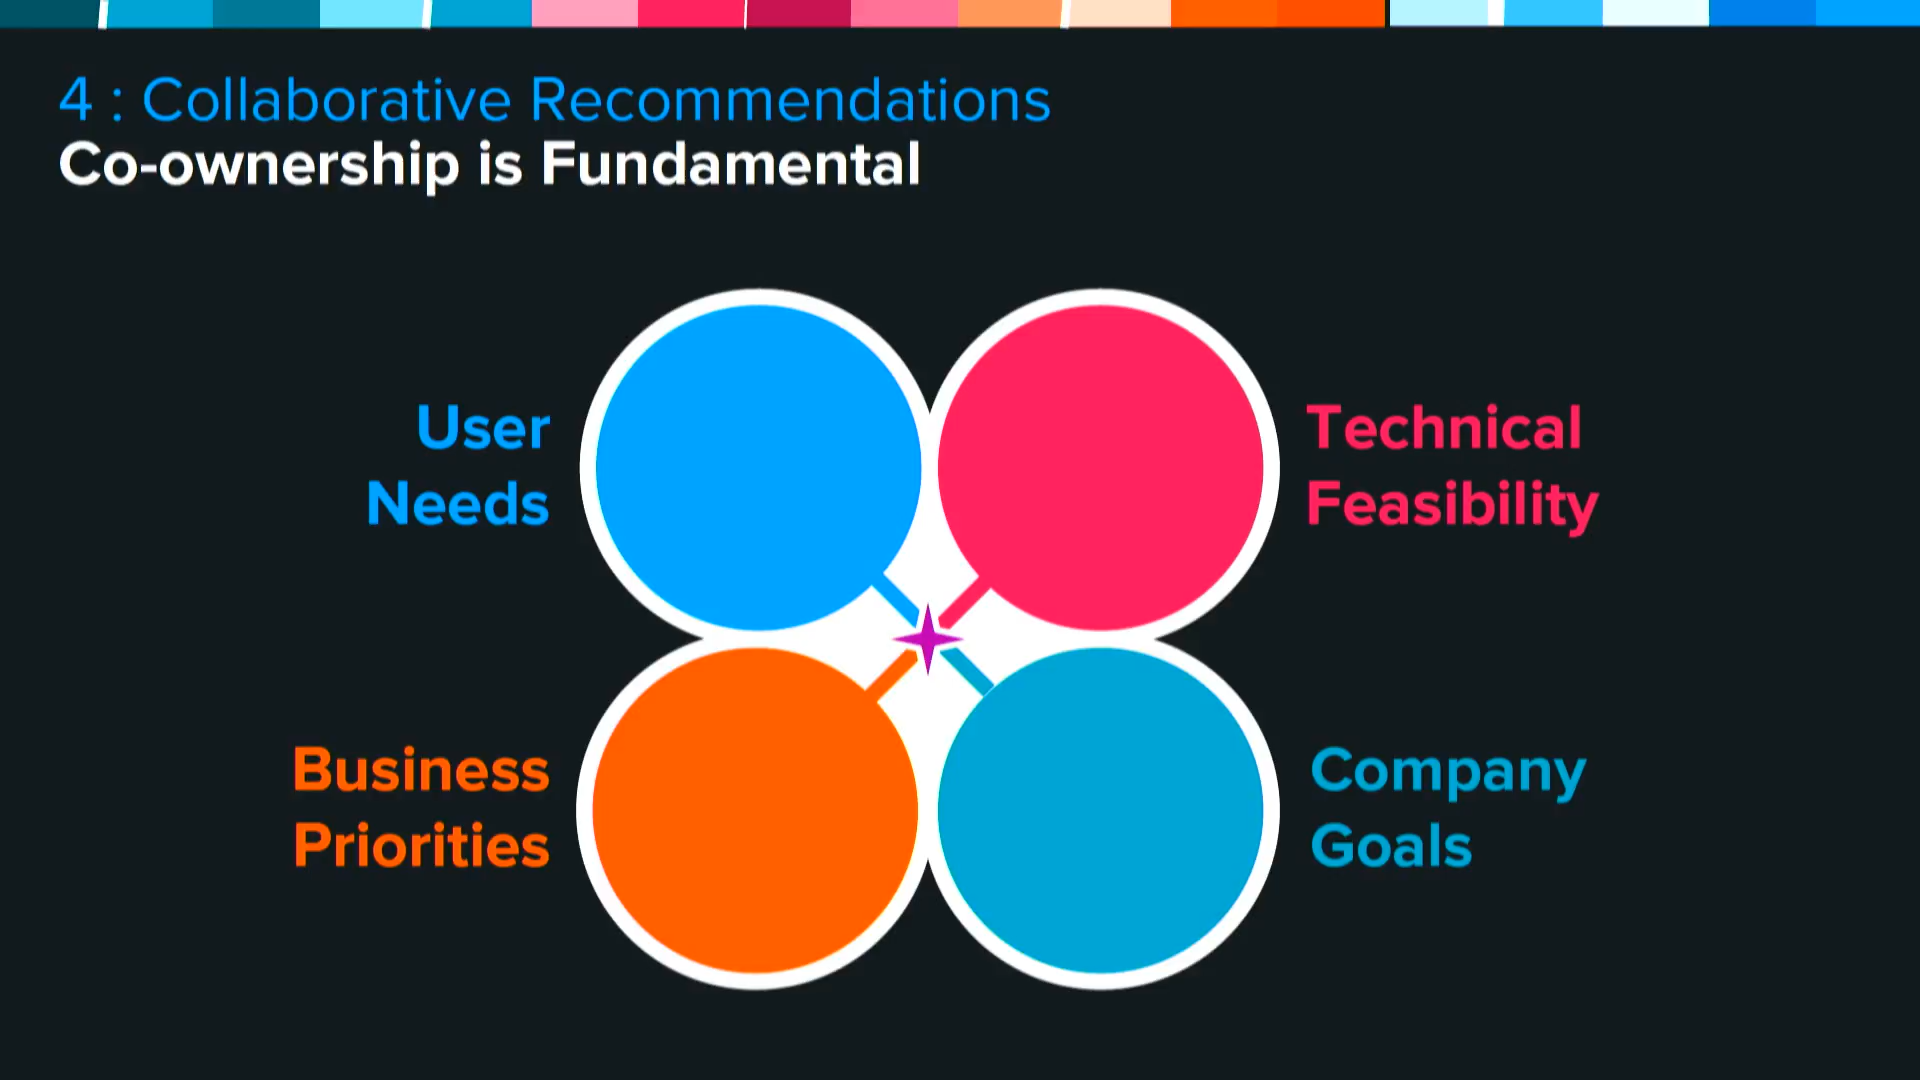 4 : Collaborative Recommendations
Co-ownership is Fundamental
User
Needs
Technical
Feasibility
Business
Priorities
Company
Goals